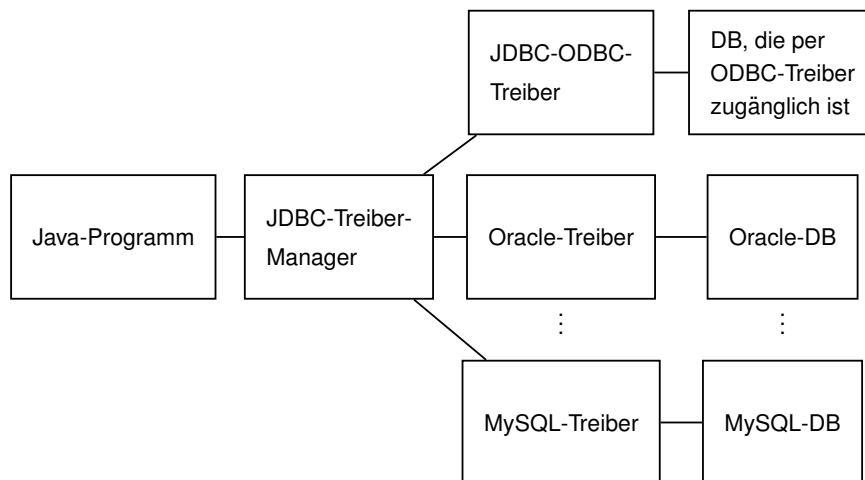 JDBC-ODBC-
Treiber
DB, die per
ODBC-Treiber
zugänglich ist
Java-Programm
JDBC-Treiber-
Manager
Oracle-Treiber
Oracle-DB
MySQL-Treiber
MySQL-DB